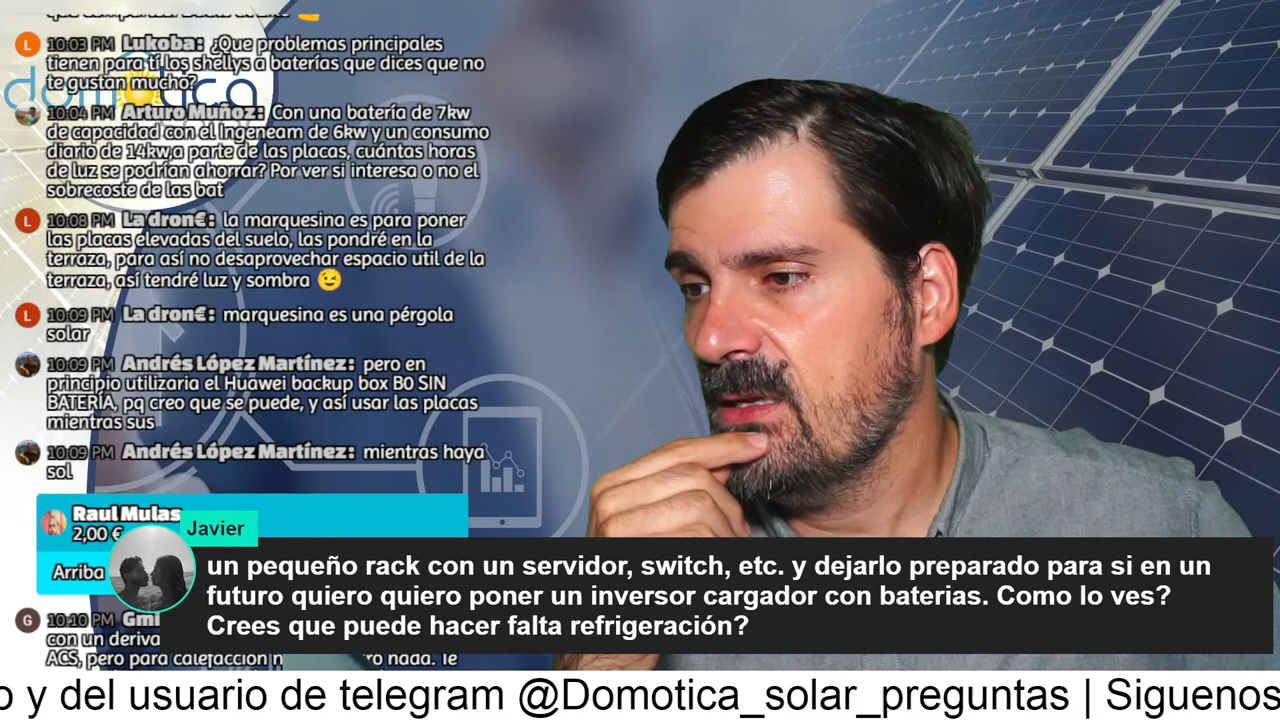 10:03 PM Lukoba: ¿Que problemas principales
tienen para tí los shellys a baterías que dices que no
te gustan mucho?
domótica
10:04 PM Arturo Muñoz: Con una batería de 7kw
de capacidad con el Ingeneam de 6kw y un consumo
diario de 14kw,a parte de las placas, cuántas horas
de luz se podrían ahorrar? Por ver si interesa o no el
sobrecoste de las bat
L
10:08 PM La dron€: la marquesina es para poner
las placas elevadas del suelo, las pondré en la
terraza, para así no desaprovechar espacio util de la
terraza, así tendré luz y sombra 😉
L
10:09 PM La dron€: marquesina es una pérgola
solar
10:09 PM Andrés López Martínez: pero en
principio utilizaria el Huawei backup box B0 SIN
BATERÍA, pq creo que se puede, y así usar las placas
mientras sus
10:09 PM Andrés López Martínez: mientras haya
sol
Raul Mulas
2,00 €
Arriba
Javier
un pequeño rack con un servidor, switch, etc. y dejarlo preparado para si en un
futuro quiero quiero poner un inversor cargador con baterias. Como lo ves?
Crees que puede hacer falta refrigeración?
G
10:10 PM Gmi
con un deriva
ACS, pero para calefacción n
ro nada. Te
o y del usuario de telegram @Domotica_solar_preguntas | Siguenos